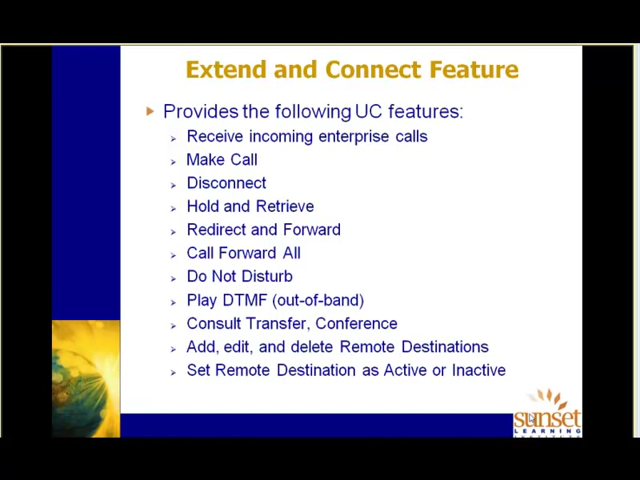 Extend and Connect Feature
Provides the following UC features:
Receive incoming enterprise calls
Make Call
Disconnect
Hold and Retrieve
Redirect and Forward
Call Forward All
Do Not Disturb
Play DTMF (out-of-band)
Consult Transfer, Conference
Add, edit, and delete Remote Destinations
Set Remote Destination as Active or Inactive
sunset
LEARNING